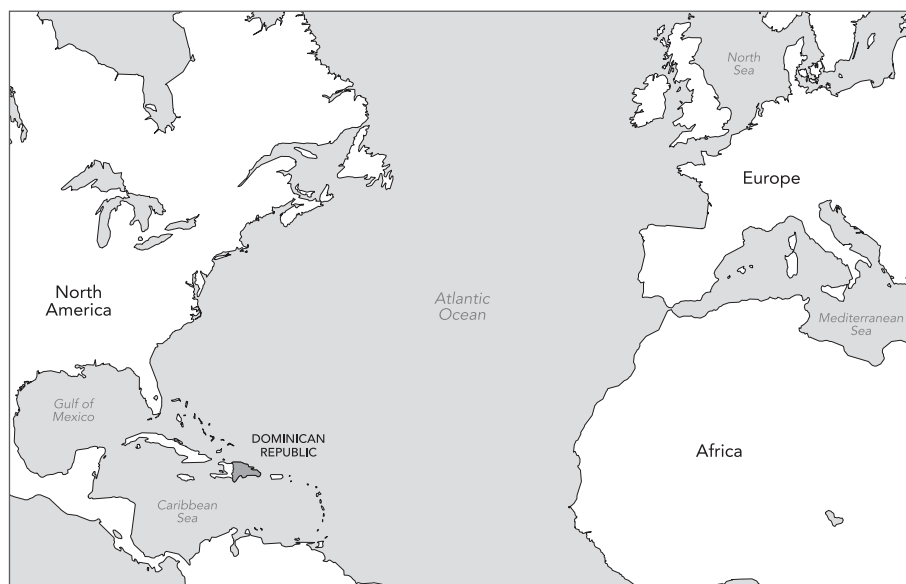 North
Sea
Europe
North
America
Atlantic
Ocean
Mediterranean
Sea
Gulf of
Mexico
DOMINICAN
REPUBLIC
Africa
Caribbean
Sea